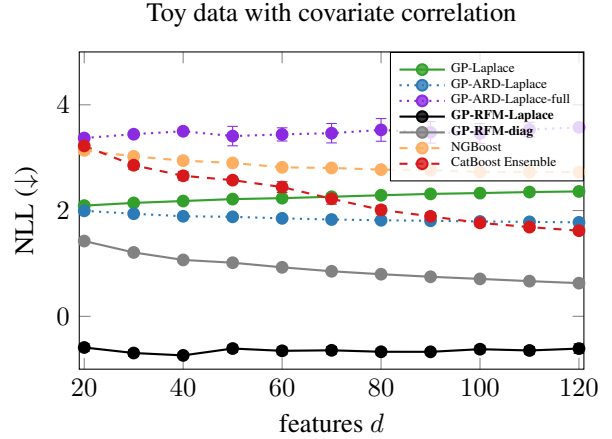 Toy data with covariate correlation
GP-Laplace
GP-ARD-Laplace
GP-ARD-Laplace-full
GP-RFM-Laplace
GP-RFM-diag
NGBoost
CatBoost Ensemble
NLL (↓)
4
2
0
20
40
60
80
100
120
features d